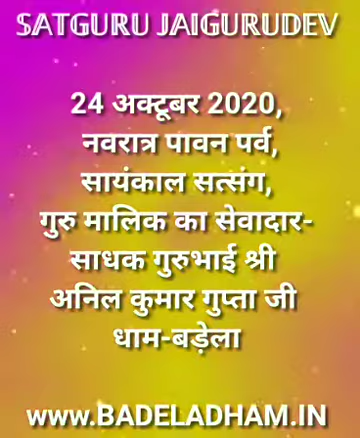 SATGURU JAIGURUDEV
24 अक्टूबर 2020,
नवरात्र पावन पर्व,
सायंकाल सत्संग,
गुरु मालिक का सेवादार-
साधक गुरुभाई श्री
अनिल कुमार गुप्ता जी
धाम-बड़ेला
www.BADELADHAM.IN